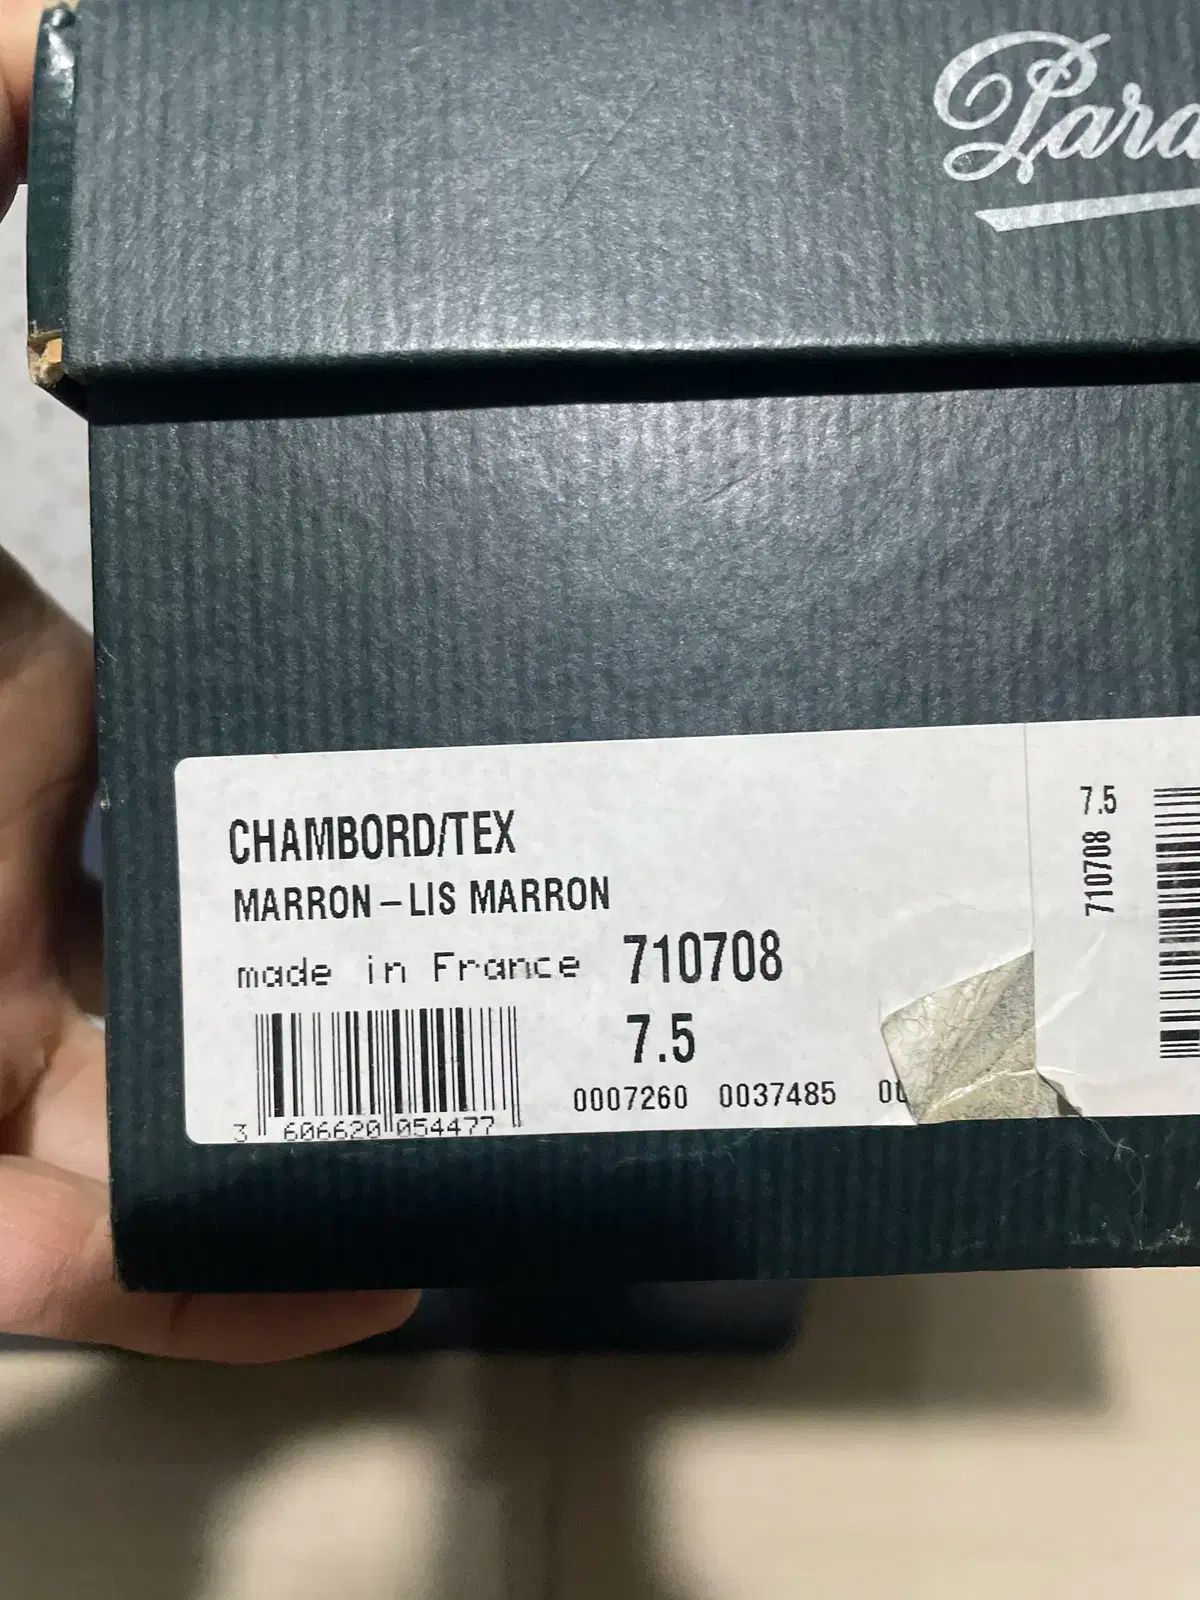 Para
CHAMBORD/TEX
MARRON – LIS MARRON
made in France 710708
7.5
0007260 0037485
3 606620 054477
7.5
710708